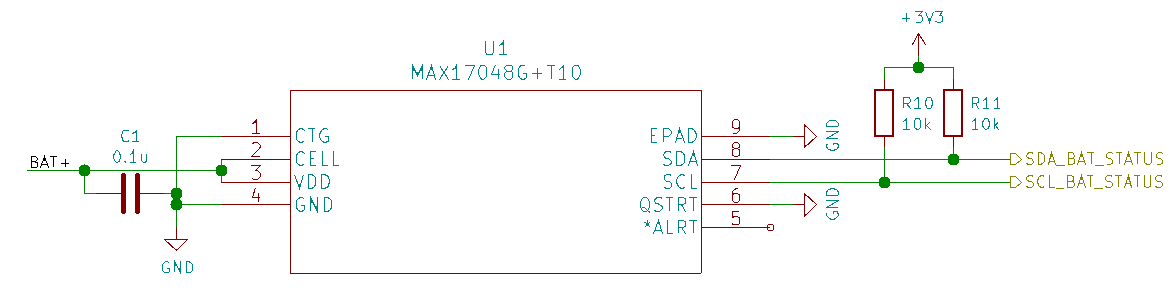 +3V3
U1
MAX17048G+T10
R10
10k
R11
10k
C1
0.1u
BAT+
GND
1
CTG
2
CELL
3
VDD
4
GND
EPAD
9
GND
SDA
8
SDA_BAT_STATUS
SCL
7
SCL_BAT_STATUS
QSTRT
6
GND
*ALRT
5